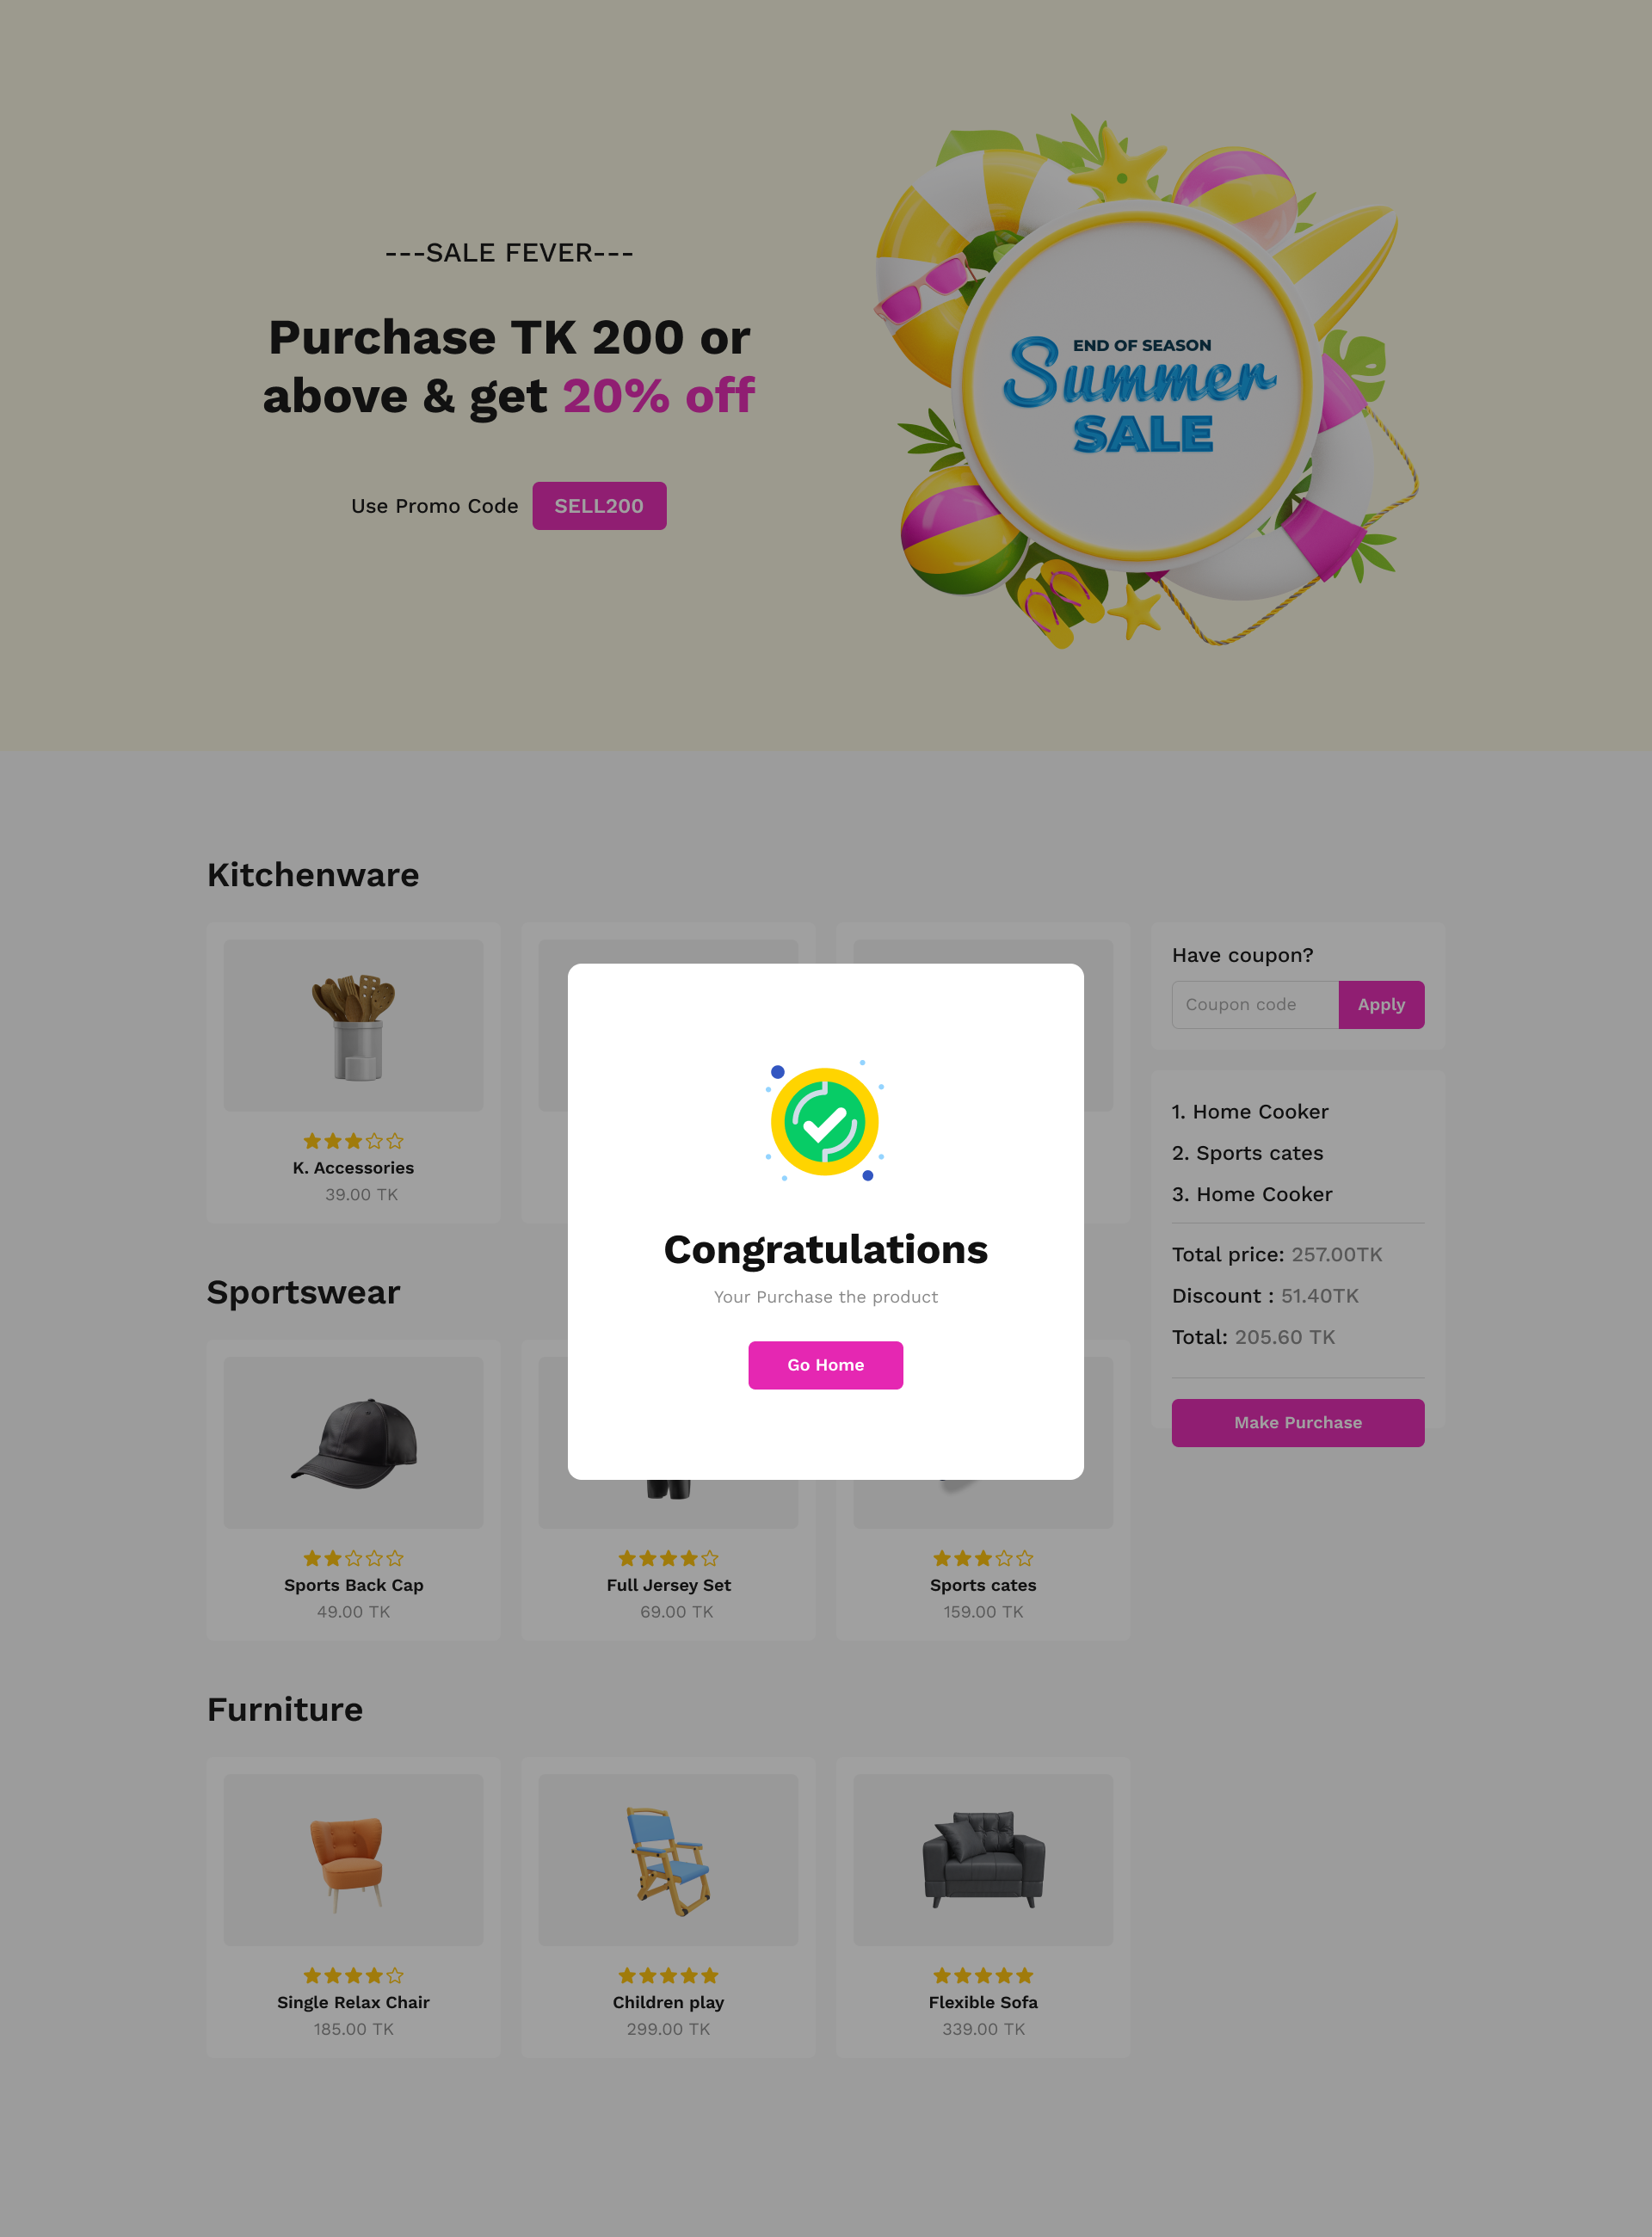 ---SALE FEVER---
Purchase TK 200 or
above & get 20% off
Use Promo Code SELL200
END OF SEASON
Summer
SALE
Kitchenware
K. Accessories
39.00 TK
Have coupon?
Coupon code Apply
1. Home Cooker
2. Sports cates
3. Home Cooker
Total price: 257.00TK
Discount : 51.40TK
Total: 205.60 TK
Make Purchase
Congratulations
Your Purchase the product
Go Home
Sportswear
Sports Back Cap
49.00 TK
Full Jersey Set
69.00 TK
Sports cates
159.00 TK
Furniture
Single Relax Chair
185.00 TK
Children play
299.00 TK
Flexible Sofa
339.00 TK